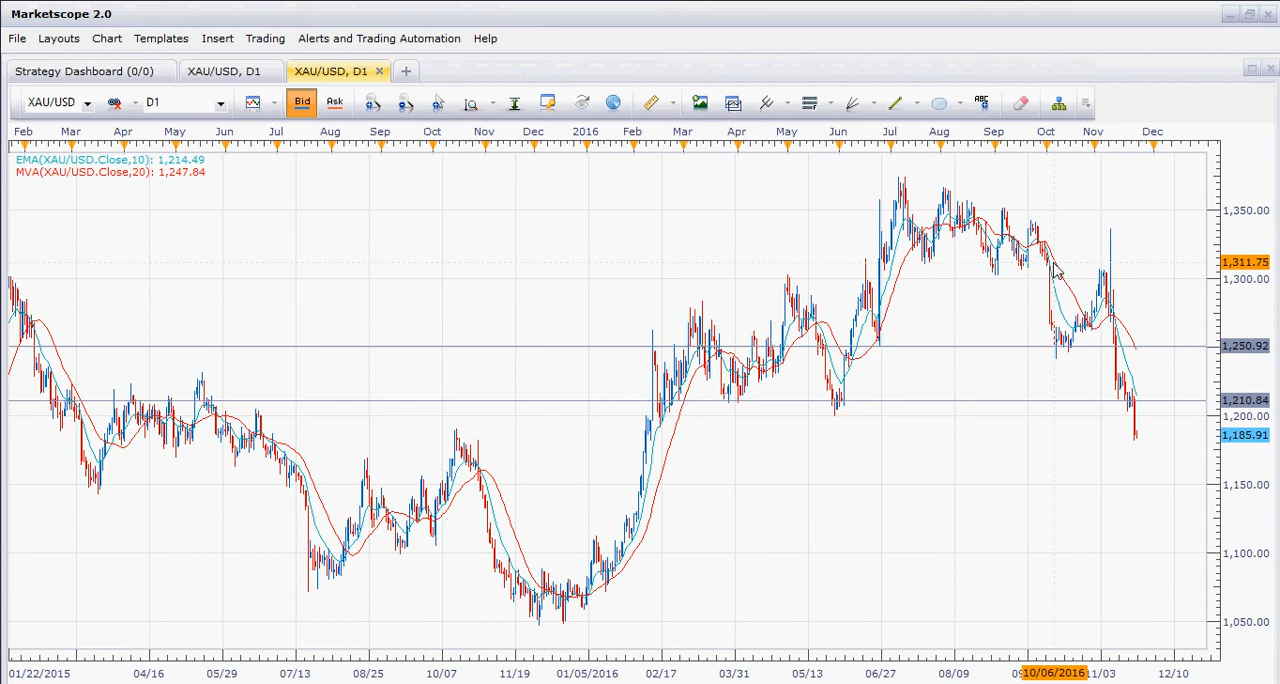 Marketscope 2.0
File Layouts Chart Templates Insert Trading Alerts and Trading Automation Help
Strategy Dashboard (0/0) XAU/USD, D1 XAU/USD, D1
XAU/USD D1 Bid Ask ABC
Feb Mar Apr May Jun Jul Aug Sep Oct Nov Dec 2016 Feb Mar Apr May Jun Jul Aug Sep Oct Nov Dec
EMA(XAU/USD.Close,10): 1,214.49
MVA(XAU/USD.Close,20): 1,247.84
1,350.00
1,311.75
1,300.00
1,250.92
1,210.84
1,200.00
1,185.91
1,150.00
1,100.00
1,050.00
01/22/2015 04/16 05/29 07/13 08/25 10/07 11/19 01/05/2016 02/17 03/31 05/13 06/27 08/09 10/06/2016 11/03 12/10